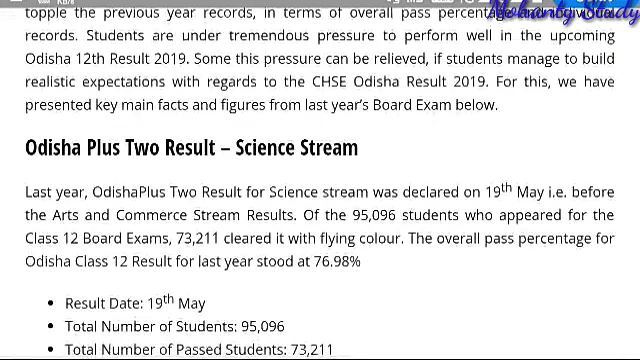 topple the previous year records, in terms of overall pass percentage and individual
Mohanty Study
records. Students are under tremendous pressure to perform well in the upcoming
Odisha 12th Result 2019. Some this pressure can be relieved, if students manage to build
realistic expectations with regards to the CHSE Odisha Result 2019. For this, we have
presented key main facts and figures from last year's Board Exam below.
Odisha Plus Two Result – Science Stream
Last year, OdishaPlus Two Result for Science stream was declared on 19th May i.e. before
the Arts and Commerce Stream Results. Of the 95,096 students who appeared for the
Class 12 Board Exams, 73,211 cleared it with flying colour. The overall pass percentage for
Odisha Class 12 Result for last year stood at 76.98%
• Result Date: 19th May
• Total Number of Students: 95,096
• Total Number of Passed Students: 73,211